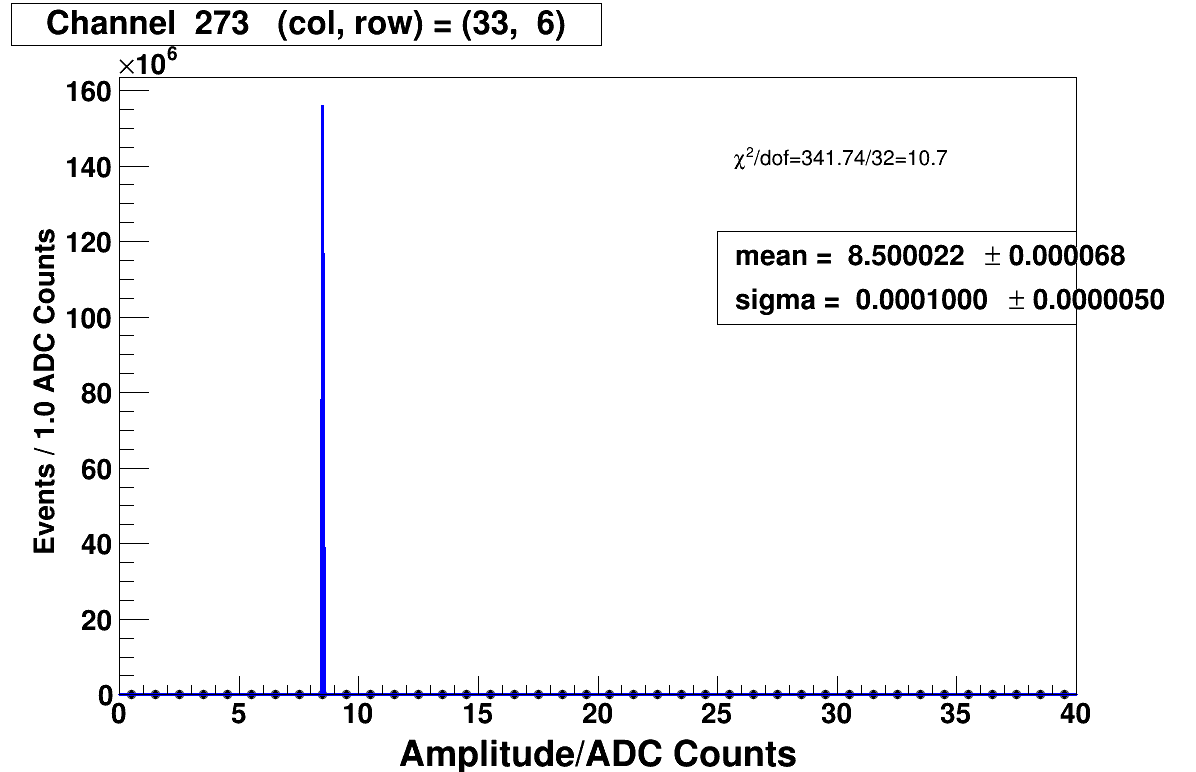 Channel 273 (col, row) = (33, 6)
×10⁶
160
140
120
100
80
60
40
20
0
Events / 1.0 ADC Counts
χ²/dof=341.74/32=10.7
mean = 8.500022 ± 0.000068
sigma = 0.0001000 ± 0.0000050
0 5 10 15 20 25 30 35 40
Amplitude/ADC Counts